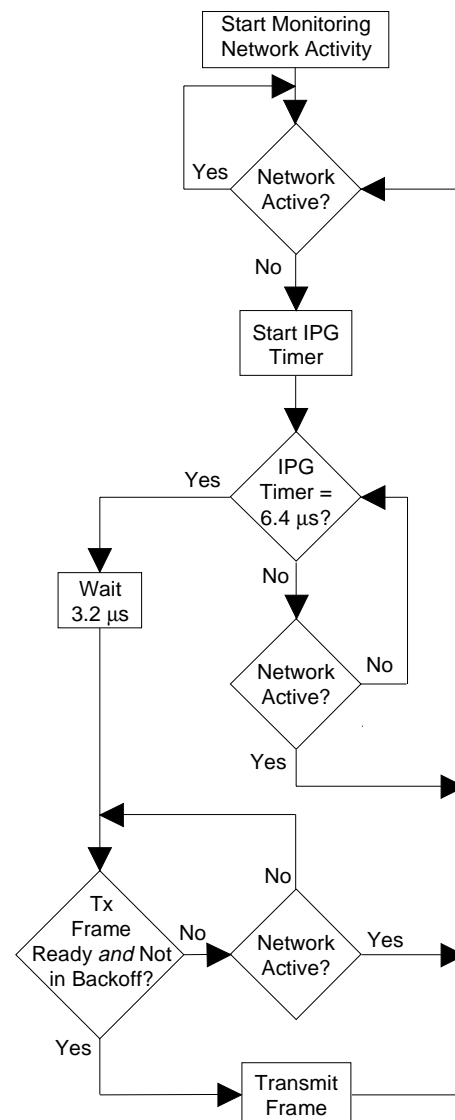 Start Monitoring
Network Activity
Yes
Network
Active?
No
Start IPG
Timer
Yes
IPG
Timer =
6.4 μs?
Wait
3.2 μs
No
Network
Active?
No
Yes
No
Tx
Frame
Ready and Not
in Backoff?
No
Network
Active?
Yes
Yes
Transmit
Frame